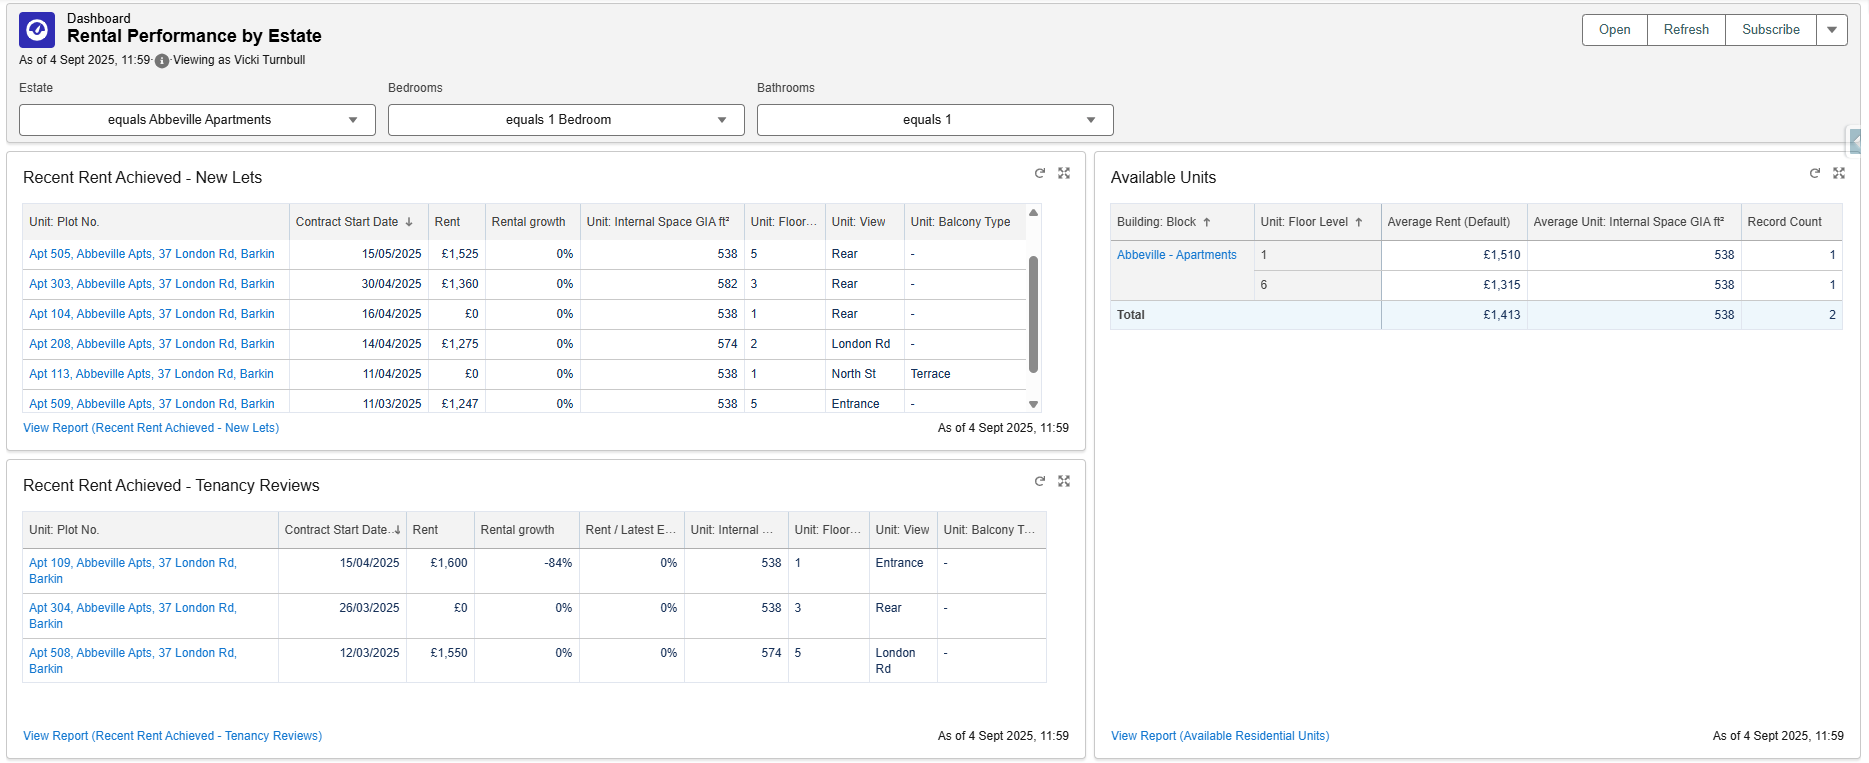 Dashboard
Rental Performance by Estate
As of 4 Sept 2025, 11:59·Viewing as Vicki Turnbull
Open Refresh Subscribe
Estate Bedrooms Bathrooms
equals Abbeville Apartments equals 1 Bedroom equals 1
Recent Rent Achieved - New Lets
Unit: Plot No. Contract Start Date ↓ Rent Rental growth Unit: Internal Space GIA ft² Unit: Floor... Unit: View Unit: Balcony Type
Apt 505, Abbeville Apts, 37 London Rd, Barkin 15/05/2025 £1,525 0% 538 5 Rear -
Apt 303, Abbeville Apts, 37 London Rd, Barkin 30/04/2025 £1,360 0% 582 3 Rear -
Apt 104, Abbeville Apts, 37 London Rd, Barkin 16/04/2025 £0 0% 538 1 Rear -
Apt 208, Abbeville Apts, 37 London Rd, Barkin 14/04/2025 £1,275 0% 574 2 London Rd -
Apt 113, Abbeville Apts, 37 London Rd, Barkin 11/04/2025 £0 0% 538 1 North St Terrace
Apt 509, Abbeville Apts, 37 London Rd, Barkin 11/03/2025 £1,247 0% 538 5 Entrance -
View Report (Recent Rent Achieved - New Lets) As of 4 Sept 2025, 11:59
Recent Rent Achieved - Tenancy Reviews
Unit: Plot No. Contract Start Date...↓ Rent Rental growth Rent / Latest E... Unit: Internal ... Unit: Floor... Unit: View Unit: Balcony T...
Apt 109, Abbeville Apts, 37 London Rd, 15/04/2025 £1,600 -84% 0% 538 1 Entrance -
Barkin
Apt 304, Abbeville Apts, 37 London Rd, 26/03/2025 £0 0% 0% 538 3 Rear -
Barkin
Apt 508, Abbeville Apts, 37 London Rd, 12/03/2025 £1,550 0% 0% 574 5 London -
Barkin Rd
View Report (Recent Rent Achieved - Tenancy Reviews) As of 4 Sept 2025, 11:59
Available Units
Building: Block ↑ Unit: Floor Level ↑ Average Rent (Default) Average Unit: Internal Space GIA ft² Record Count
Abbeville - Apartments 1 £1,510 538 1
6 £1,315 538 1
Total £1,413 538 2
View Report (Available Residential Units) As of 4 Sept 2025, 11:59